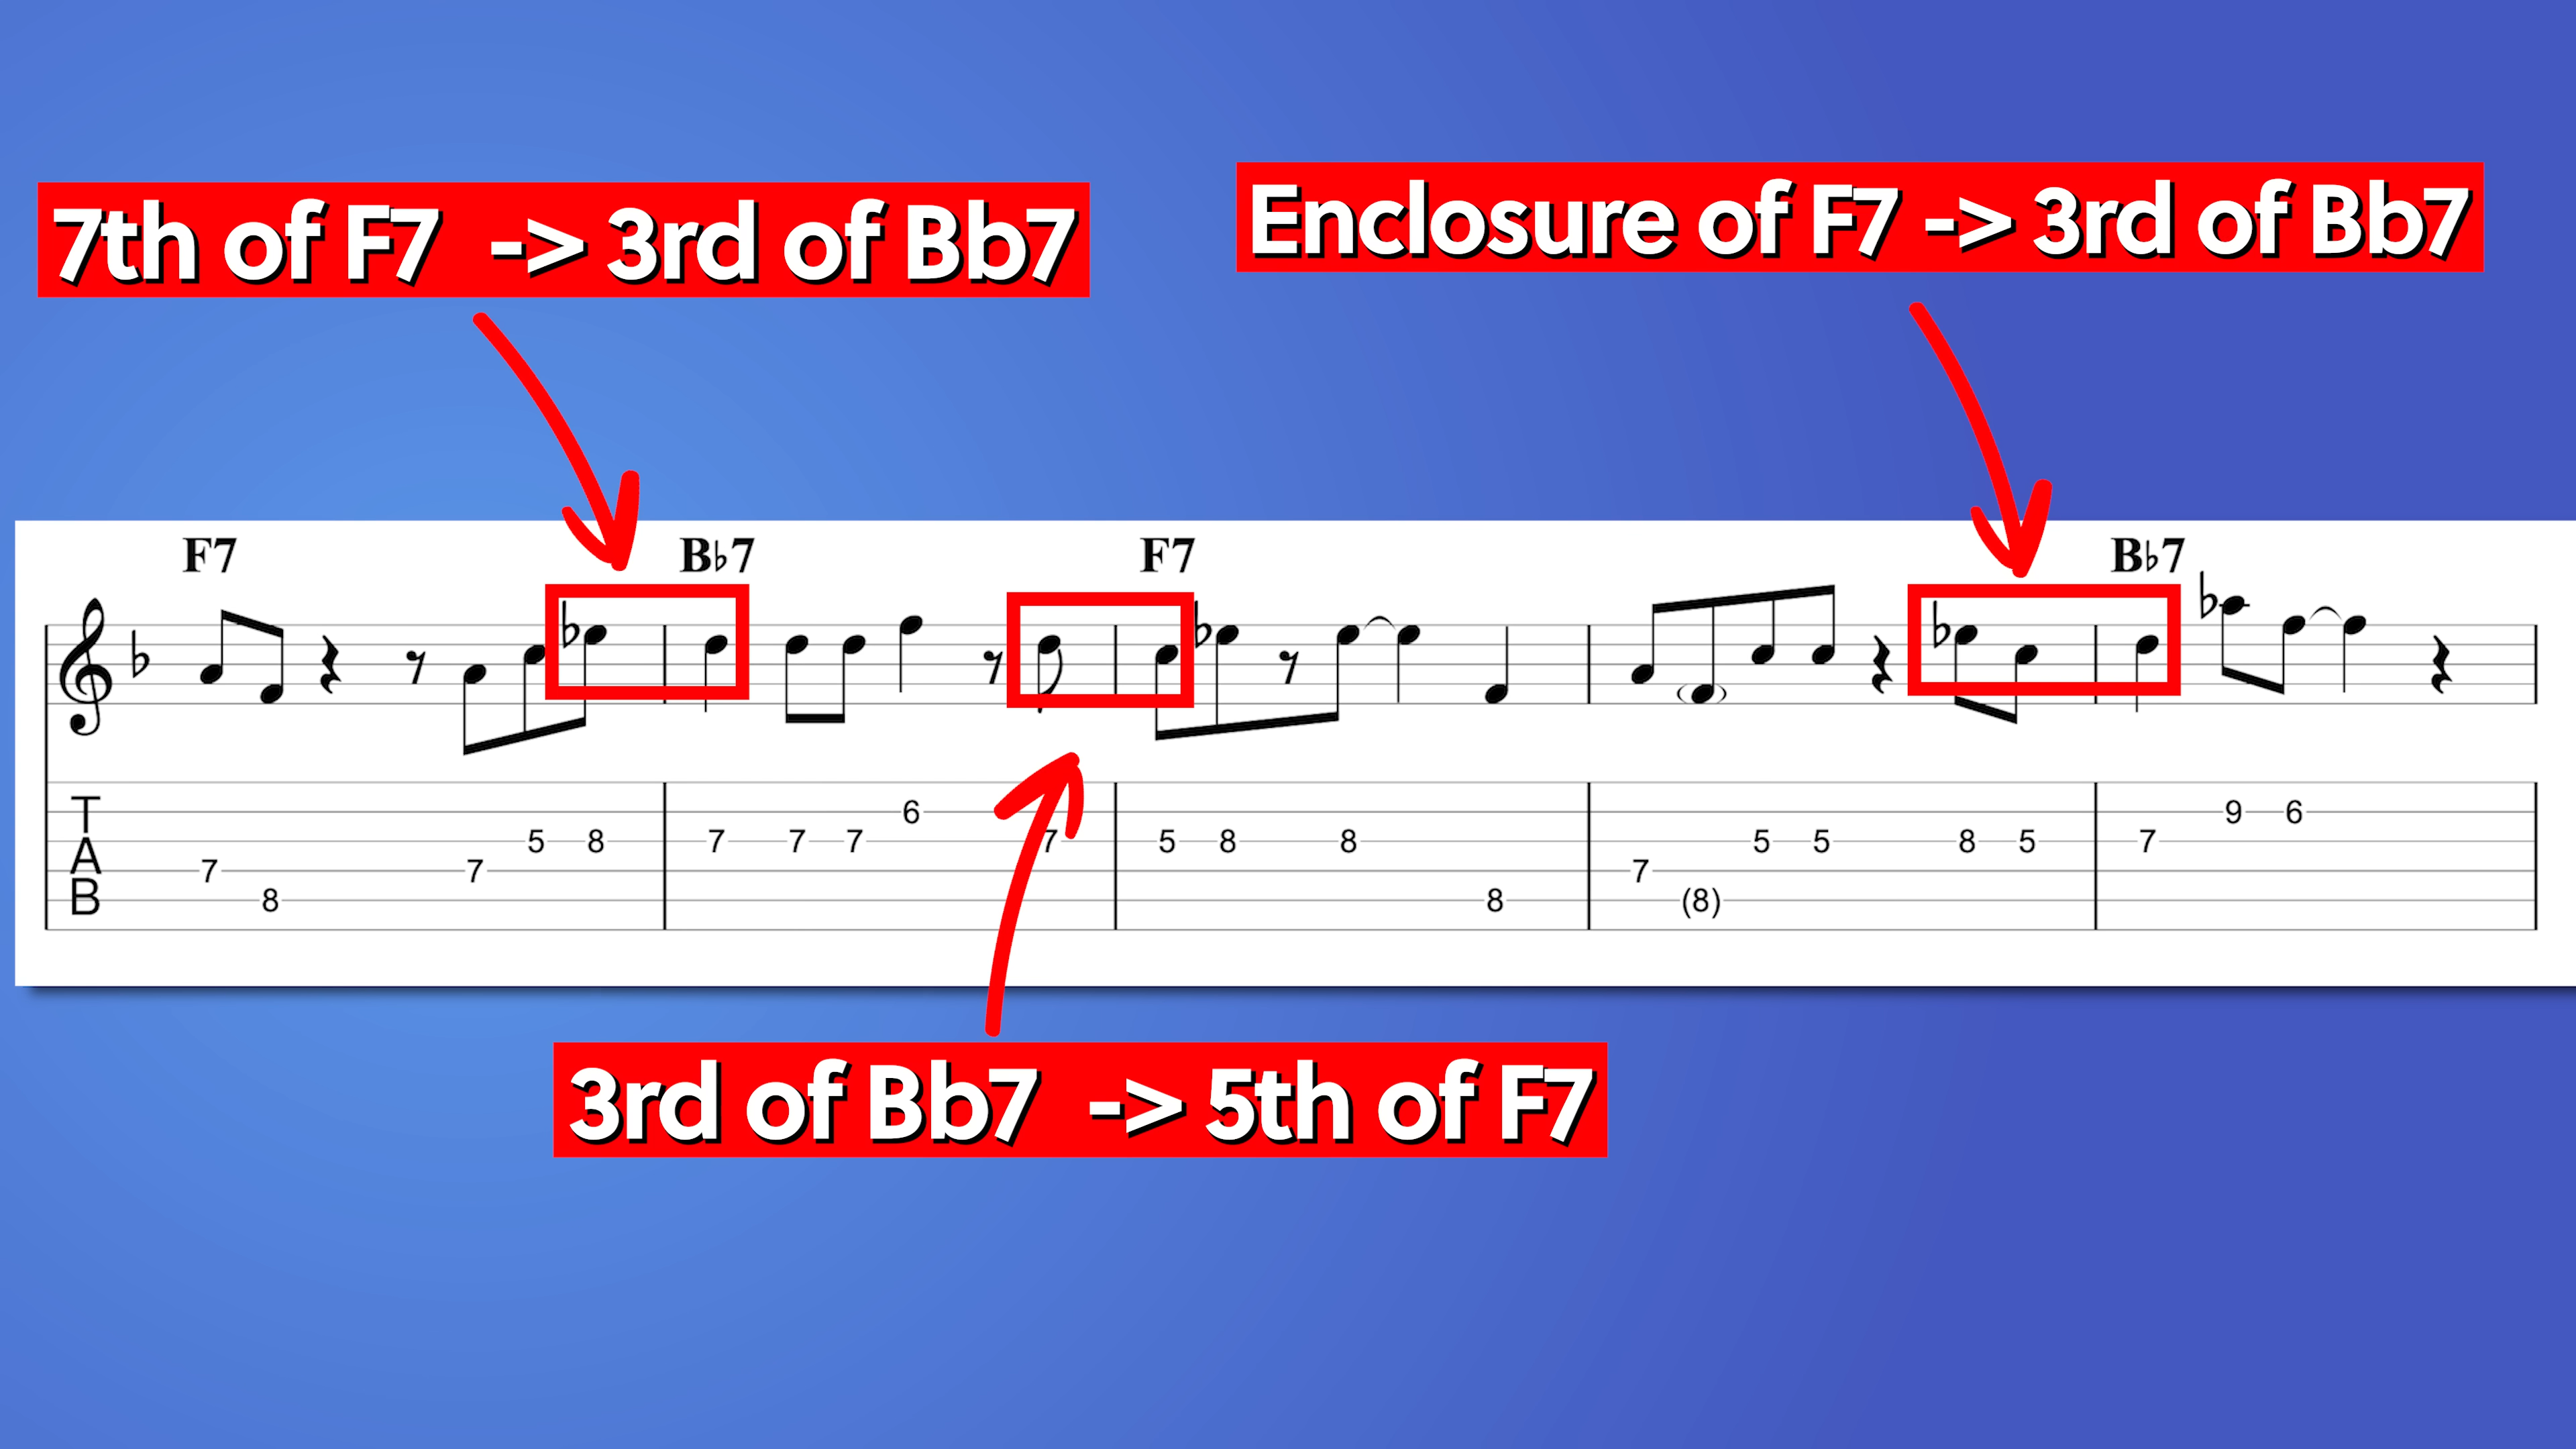 7th of F7 -> 3rd of Bb7
Enclosure of F7 -> 3rd of Bb7
F7 B♭7 F7 B♭7
T
A
B
7 8 7 5 8 7 7 7 6 7 5 8 8 8 7 (8) 5 5 8 5 7 9 6
3rd of Bb7 -> 5th of F7